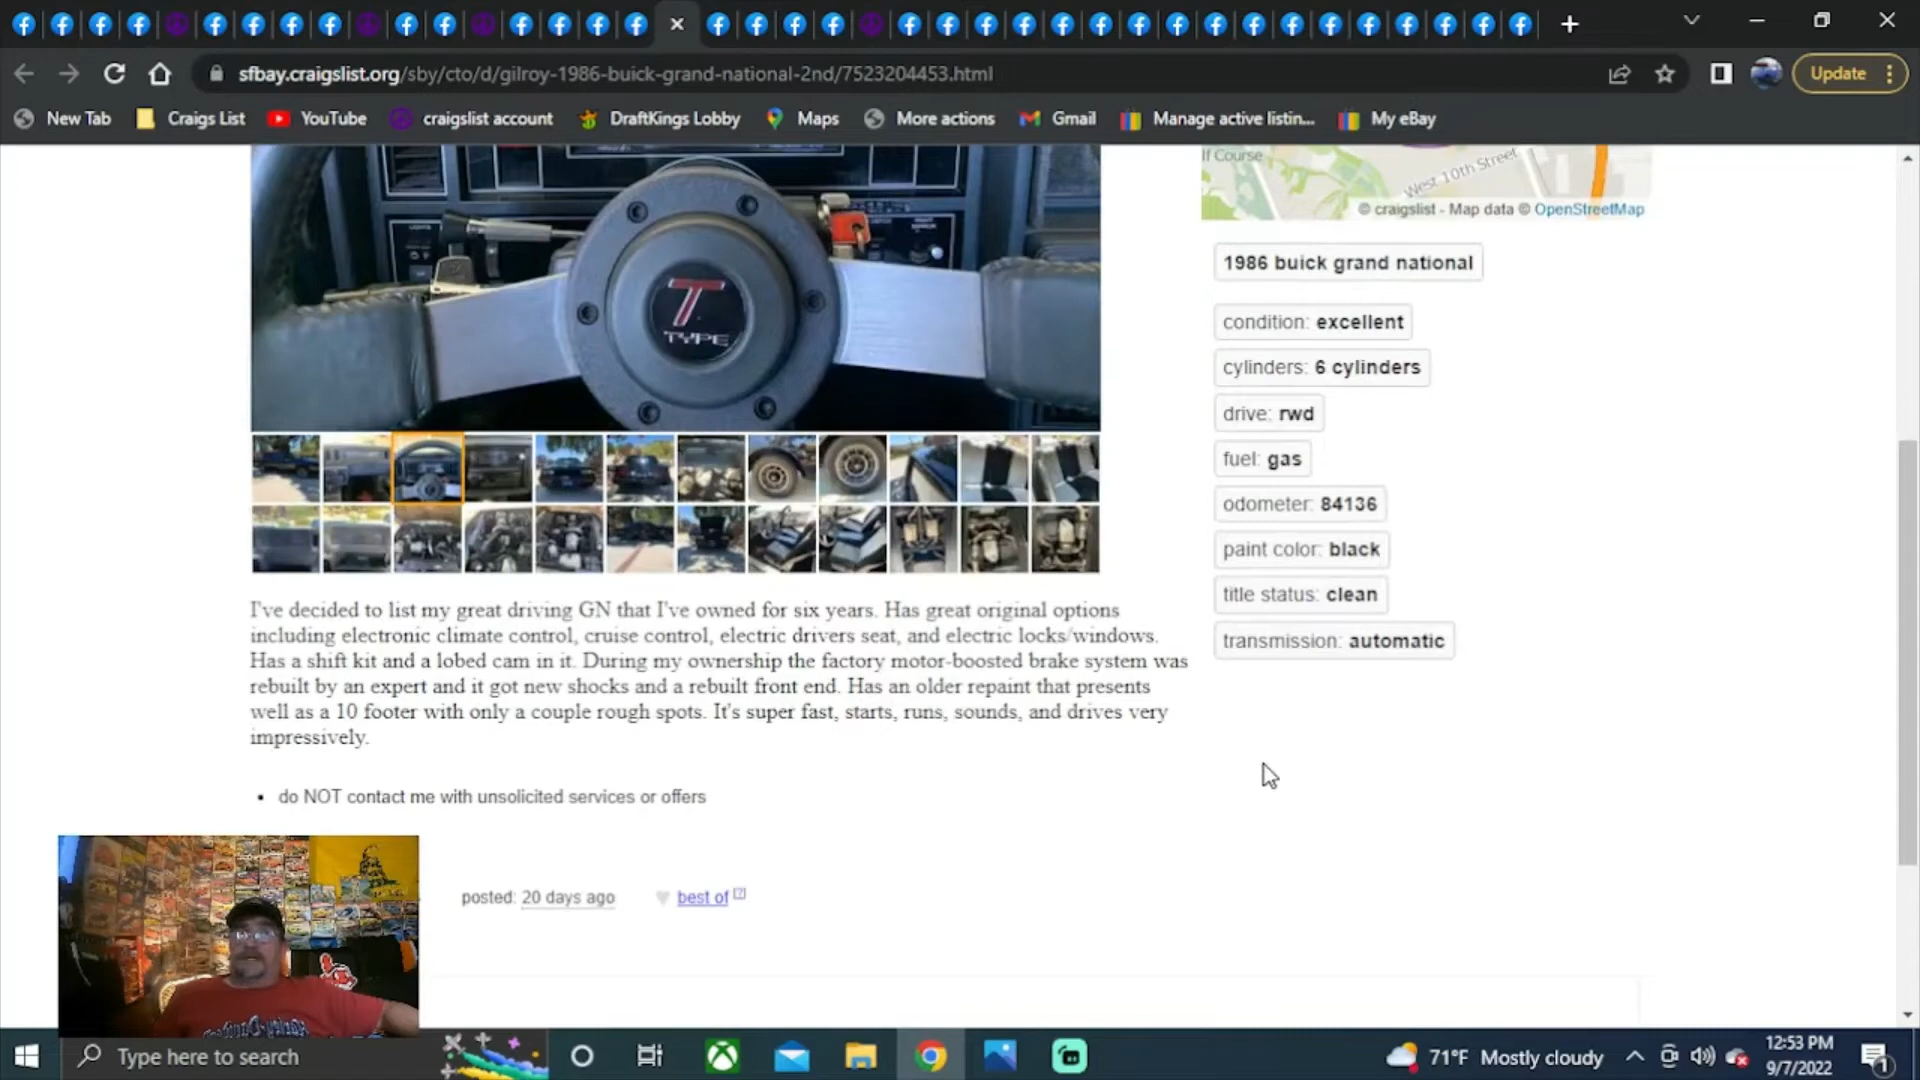 sfbay.craigslist.org/sby/cto/d/gilroy-1986-buick-grand-national-2nd/7523204453.html
Update
New Tab
Craigs List
YouTube
craigslist account
DraftKings Lobby
Maps
More actions
Gmail
Manage active listin...
My eBay
T
TYPE
lf Course
West 10th Street
© craigslist - Map data © OpenStreetMap
1986 buick grand national
condition: excellent
cylinders: 6 cylinders
drive: rwd
fuel: gas
odometer: 84136
paint color: black
title status: clean
transmission: automatic
I've decided to list my great driving GN that I've owned for six years. Has great original options
including electronic climate control, cruise control, electric drivers seat, and electric locks/windows.
Has a shift kit and a lobed cam in it. During my ownership the factory motor-boosted brake system was
rebuilt by an expert and it got new shocks and a rebuilt front end. Has an older repaint that presents
well as a 10 footer with only a couple rough spots. It's super fast, starts, runs, sounds, and drives very
impressively.
• do NOT contact me with unsolicited services or offers
posted: 20 days ago
best of [?]
Type here to search
71°F Mostly cloudy
12:53 PM
9/7/2022
1